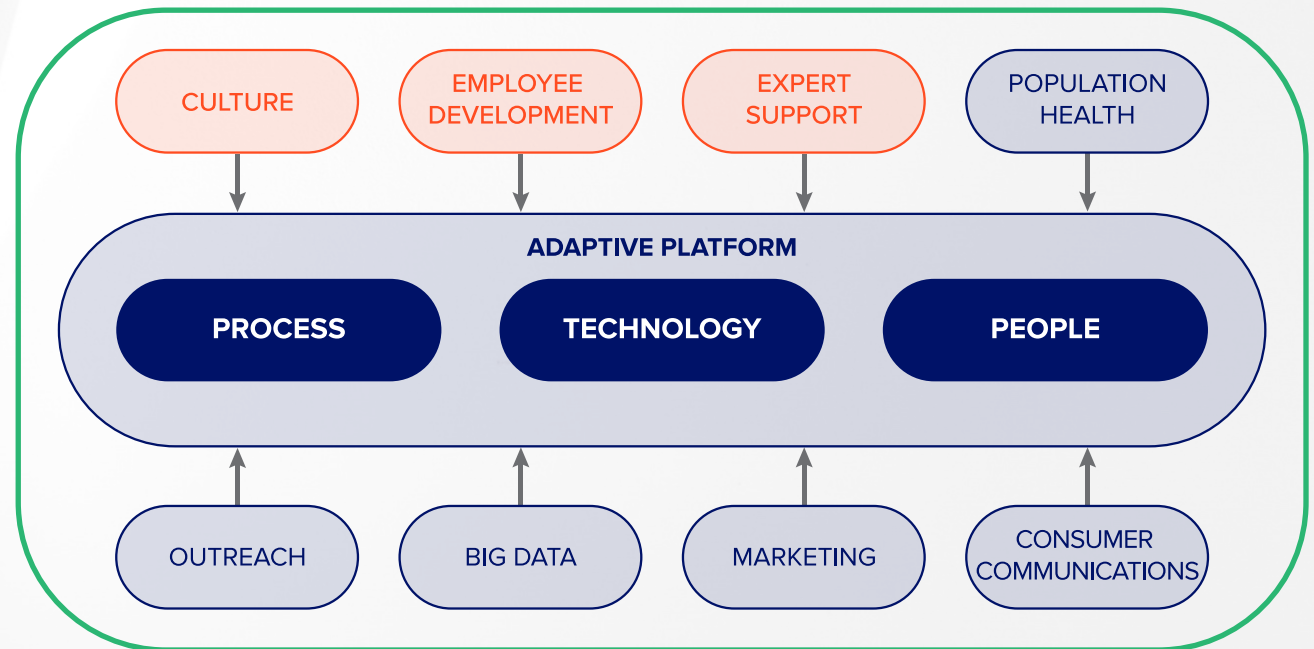 CULTURE
EMPLOYEE
DEVELOPMENT
EXPERT
SUPPORT
POPULATION
HEALTH
ADAPTIVE PLATFORM
PROCESS
TECHNOLOGY
PEOPLE
OUTREACH
BIG DATA
MARKETING
CONSUMER
COMMUNICATIONS